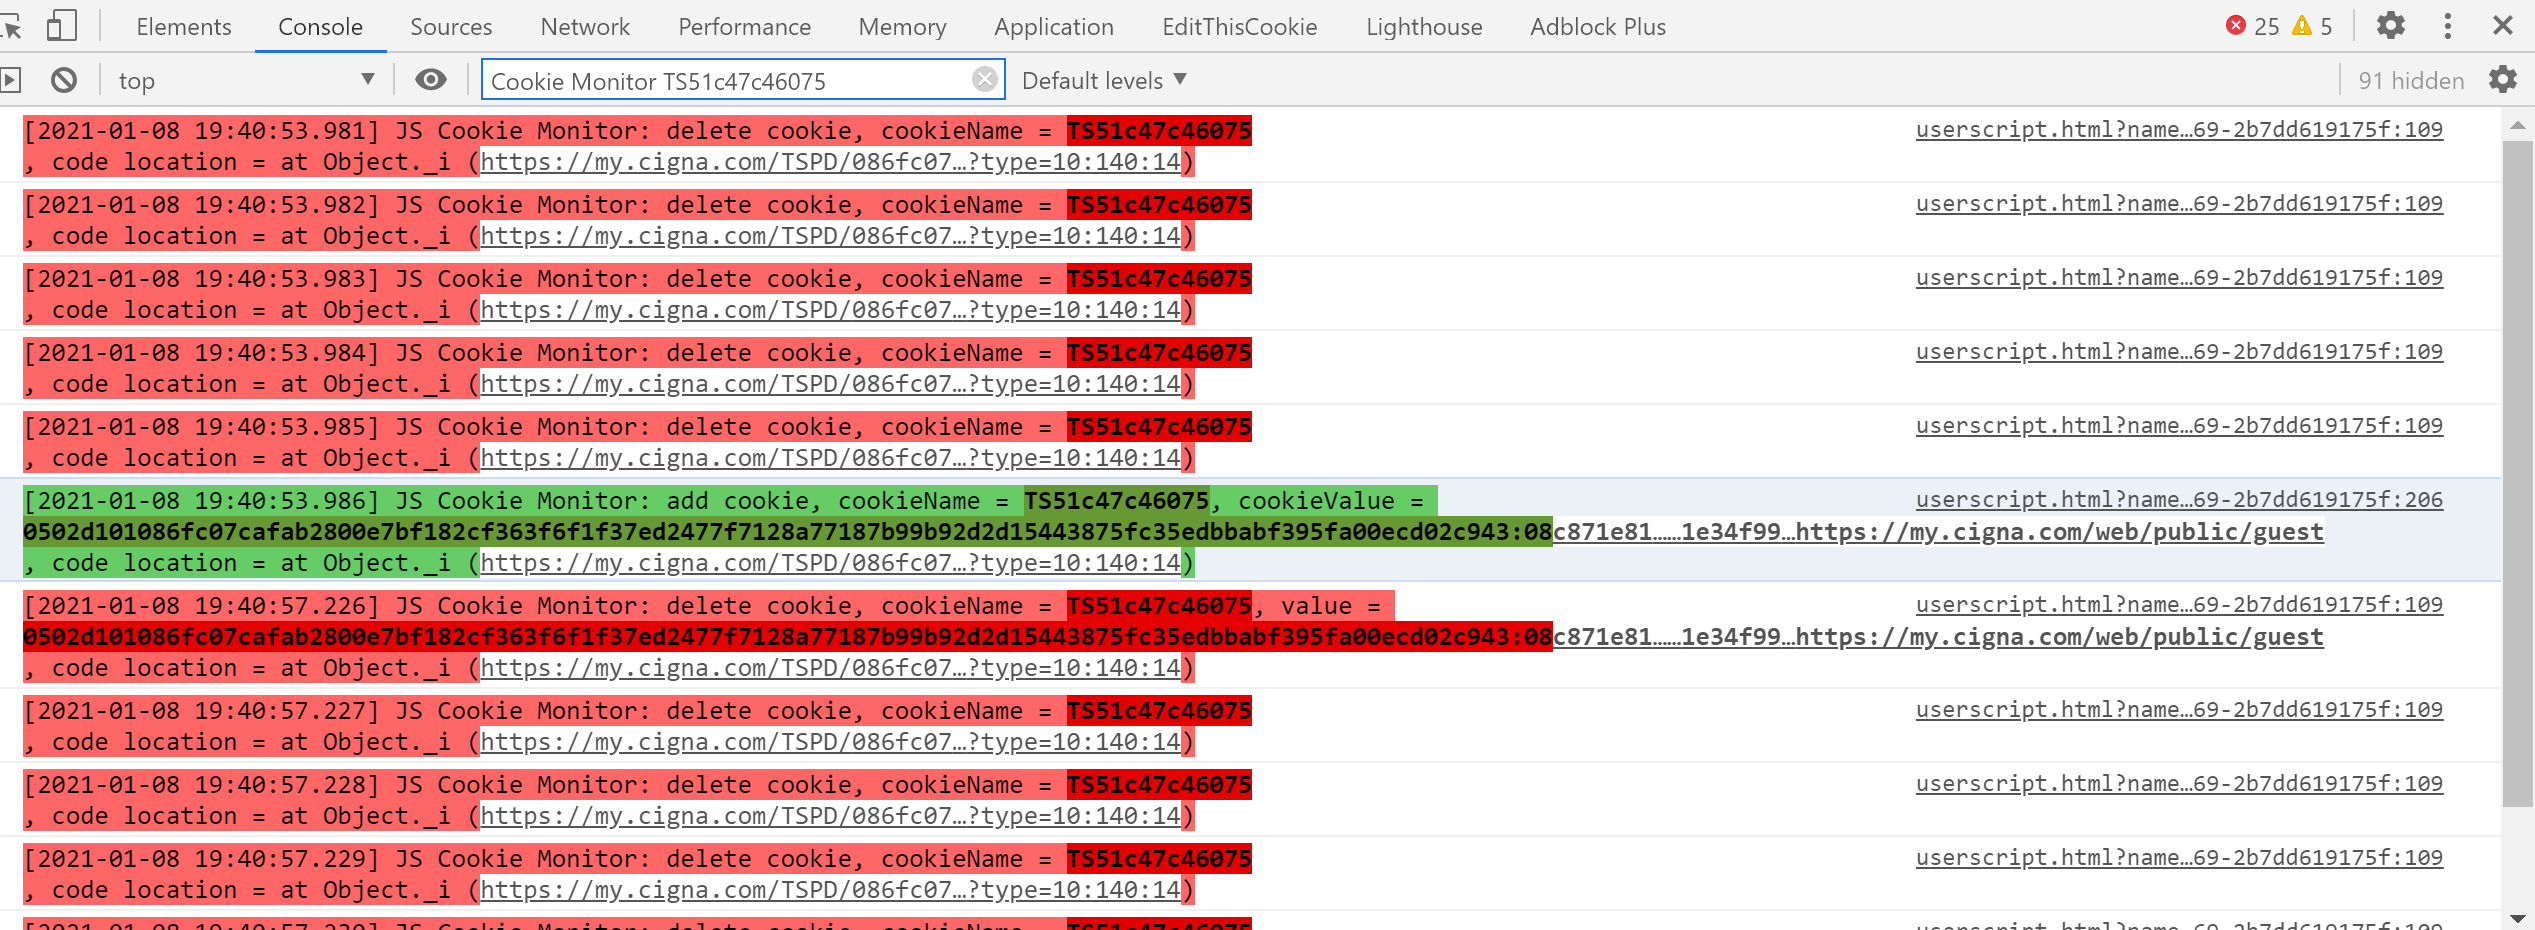 Elements Console Sources Network Performance Memory Application EditThisCookie Lighthouse Adblock Plus 25 5
top Cookie Monitor TS51c47c46075 Default levels 91 hidden
[2021-01-08 19:40:53.981] JS Cookie Monitor: delete cookie, cookieName = TS51c47c46075 userscript.html?name…69-2b7dd619175f:109
, code location = at Object._i (https://my.cigna.com/TSPD/086fc07…?type=10:140:14)
[2021-01-08 19:40:53.982] JS Cookie Monitor: delete cookie, cookieName = TS51c47c46075 userscript.html?name…69-2b7dd619175f:109
, code location = at Object._i (https://my.cigna.com/TSPD/086fc07…?type=10:140:14)
[2021-01-08 19:40:53.983] JS Cookie Monitor: delete cookie, cookieName = TS51c47c46075 userscript.html?name…69-2b7dd619175f:109
, code location = at Object._i (https://my.cigna.com/TSPD/086fc07…?type=10:140:14)
[2021-01-08 19:40:53.984] JS Cookie Monitor: delete cookie, cookieName = TS51c47c46075 userscript.html?name…69-2b7dd619175f:109
, code location = at Object._i (https://my.cigna.com/TSPD/086fc07…?type=10:140:14)
[2021-01-08 19:40:53.985] JS Cookie Monitor: delete cookie, cookieName = TS51c47c46075 userscript.html?name…69-2b7dd619175f:109
, code location = at Object._i (https://my.cigna.com/TSPD/086fc07…?type=10:140:14)
[2021-01-08 19:40:53.986] JS Cookie Monitor: add cookie, cookieName = TS51c47c46075, cookieValue = userscript.html?name…69-2b7dd619175f:206
0502d101086fc07cafab2800e7bf182cf363f6f1f37ed2477f7128a77187b99b92d2d15443875fc35edbbabf395fa00ecd02c943:08c871e81……1e34f99…https://my.cigna.com/web/public/guest
, code location = at Object._i (https://my.cigna.com/TSPD/086fc07…?type=10:140:14)
[2021-01-08 19:40:57.226] JS Cookie Monitor: delete cookie, cookieName = TS51c47c46075, value = userscript.html?name…69-2b7dd619175f:109
0502d101086fc07cafab2800e7bf182cf363f6f1f37ed2477f7128a77187b99b92d2d15443875fc35edbbabf395fa00ecd02c943:08c871e81……1e34f99…https://my.cigna.com/web/public/guest
, code location = at Object._i (https://my.cigna.com/TSPD/086fc07…?type=10:140:14)
[2021-01-08 19:40:57.227] JS Cookie Monitor: delete cookie, cookieName = TS51c47c46075 userscript.html?name…69-2b7dd619175f:109
, code location = at Object._i (https://my.cigna.com/TSPD/086fc07…?type=10:140:14)
[2021-01-08 19:40:57.228] JS Cookie Monitor: delete cookie, cookieName = TS51c47c46075 userscript.html?name…69-2b7dd619175f:109
, code location = at Object._i (https://my.cigna.com/TSPD/086fc07…?type=10:140:14)
[2021-01-08 19:40:57.229] JS Cookie Monitor: delete cookie, cookieName = TS51c47c46075 userscript.html?name…69-2b7dd619175f:109
, code location = at Object._i (https://my.cigna.com/TSPD/086fc07…?type=10:140:14)